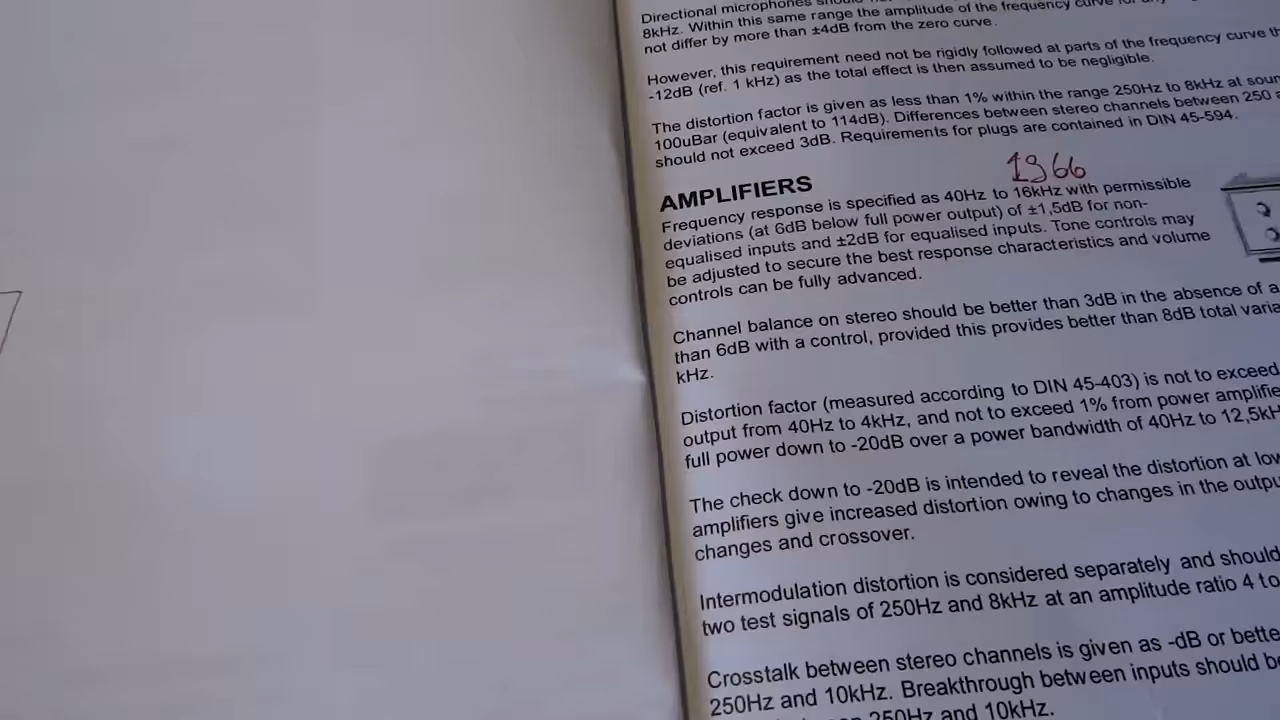 Directional microphones should
8kHz. Within this same range the amplitude of the frequency curve for any
not differ by more than ±4dB from the zero curve.
However, this requirement need not be rigidly followed at parts of the frequency curve
-12dB (ref. 1 kHz) as the total effect is then assumed to be negligible.
The distortion factor is given as less than 1% within the range 250Hz to 8kHz at
100uBar (equivalent to 114dB). Differences between stereo channels between 250
should not exceed 3dB. Requirements for plugs are contained in DIN 45-594.
1966
AMPLIFIERS
Frequency response is specified as 40Hz to 16kHz with permissible
deviations (at 6dB below full power output) of ±1,5dB for non-
equalised inputs and ±2dB for equalised inputs. Tone controls may
be adjusted to secure the best response characteristics and volume
controls can be fully advanced.
Channel balance on stereo should be better than 3dB in the absence of a
than 6dB with a control, provided this provides better than 8dB total
kHz.
Distortion factor (measured according to DIN 45-403) is not to exceed
output from 40Hz to 4kHz, and not to exceed 1% from power
full power down to -20dB over a power bandwidth of 40Hz to
The check down to -20dB is intended to reveal the distortion at
amplifiers give increased distortion owing to changes in the
changes and crossover.
Intermodulation distortion is considered separately and should
two test signals of 250Hz and 8kHz at an amplitude ratio 4 to
Crosstalk between stereo channels is given as -dB or
250Hz and 10kHz. Breakthrough between inputs should
250Hz and 10kHz.